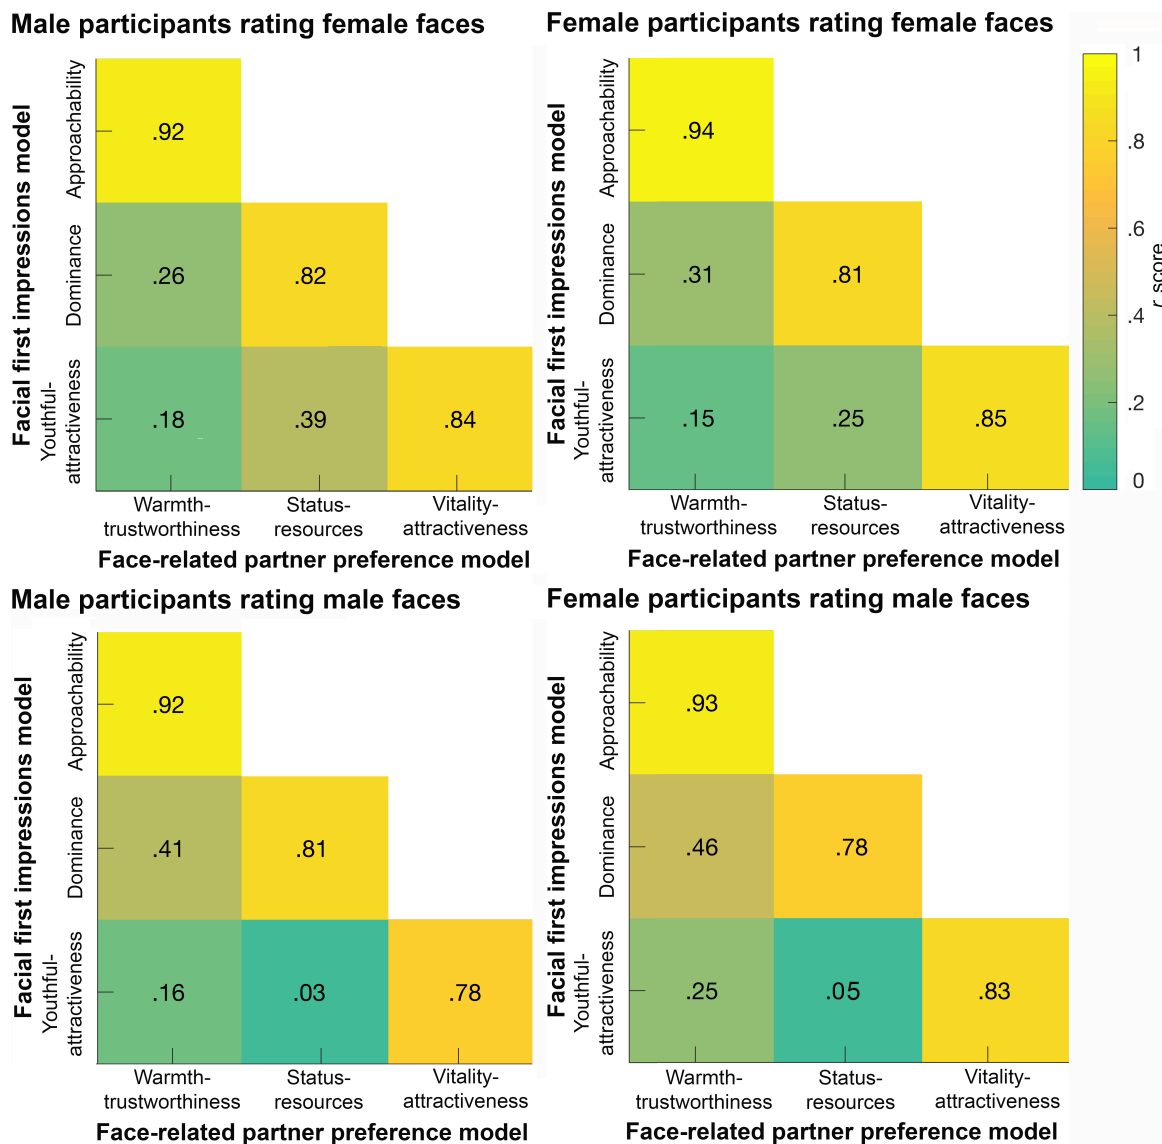 Male participants rating female faces
Facial first impressions model
Approachability
Dominance
Youthful-
attractiveness
.92
.26
.82
.18
.39
.84
Warmth-
trustworthiness
Status-
resources
Vitality-
attractiveness
Face-related partner preference model
Female participants rating female faces
Facial first impressions model
Approachability
Dominance
Youthful-
attractiveness
.94
.31
.81
.15
.25
.85
Warmth-
trustworthiness
Status-
resources
Vitality-
attractiveness
Face-related partner preference model
1
.8
.6
.4
.2
0
r score
Male participants rating male faces
Facial first impressions model
Approachability
Dominance
Youthful-
attractiveness
.92
.41
.81
.16
.03
.78
Warmth-
trustworthiness
Status-
resources
Vitality-
attractiveness
Face-related partner preference model
Female participants rating male faces
Facial first impressions model
Approachability
Dominance
Youthful-
attractiveness
.93
.46
.78
.25
.05
.83
Warmth-
trustworthiness
Status-
resources
Vitality-
attractiveness
Face-related partner preference model